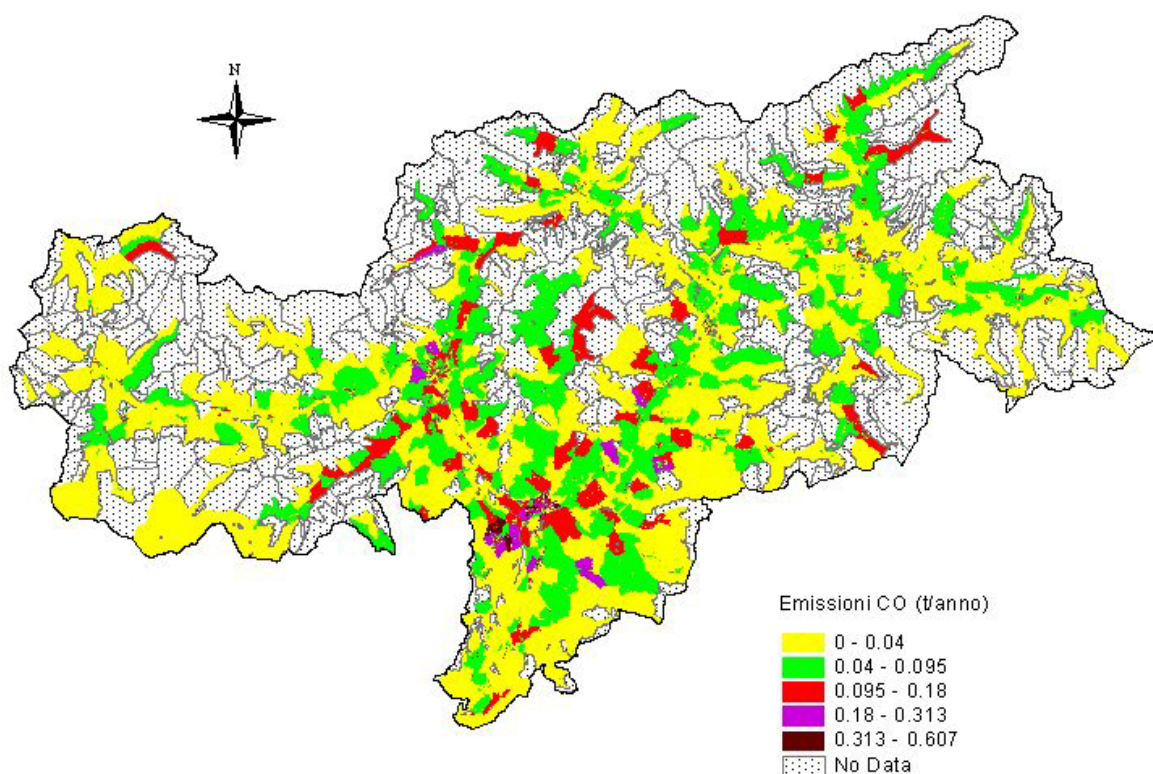 N
Emissioni CO (t/anno)
0 - 0.04
0.04 - 0.095
0.095 - 0.18
0.18 - 0.313
0.313 - 0.607
No Data